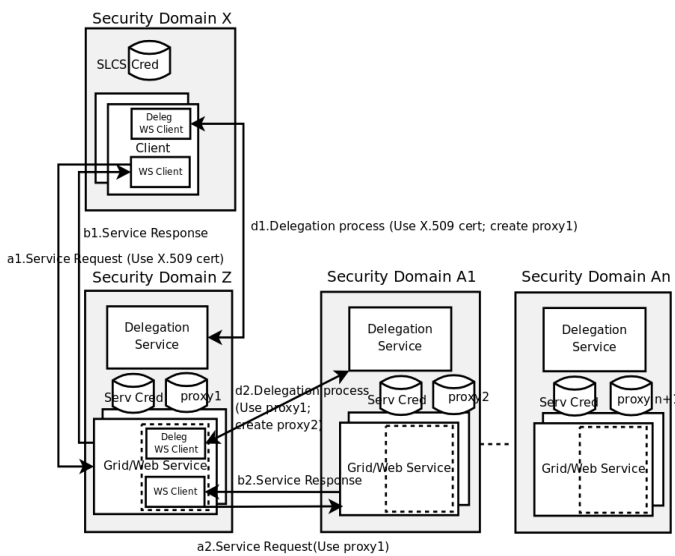 Security Domain X
SLCS Cred
Deleg
WS Client
Client
WS Client
b1.Service Response
d1.Delegation process (Use X.509 cert; create proxy1)
a1.Service Request (Use X.509 cert)
Security Domain Z
Security Domain A1
Security Domain An
Delegation
Service
Delegation
Service
Delegation
Service
Serv Cred
proxy1
d2.Delegation process
(Use proxy1;
create proxy2)
Serv Cred
proxy2
Serv Cred
proxy n+1
Deleg
WS Client
Grid/Web Service
WS Client
Grid/Web Service
Grid/Web Service
b2.Service Response
a2.Service Request(Use proxy1)